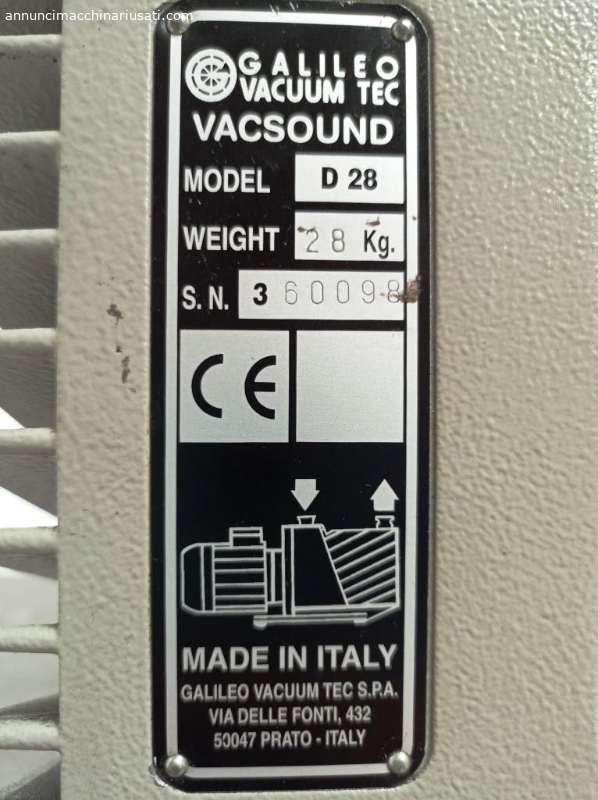 annuncimacchinariusati.com
GALILEO
VACUUM TEC
VACSOUND
MODEL D 28
WEIGHT 28 Kg.
S. N. 360098
CE
MADE IN ITALY
GALILEO VACUUM TEC S.P.A.
VIA DELLE FONTI, 432
50047 PRATO - ITALY